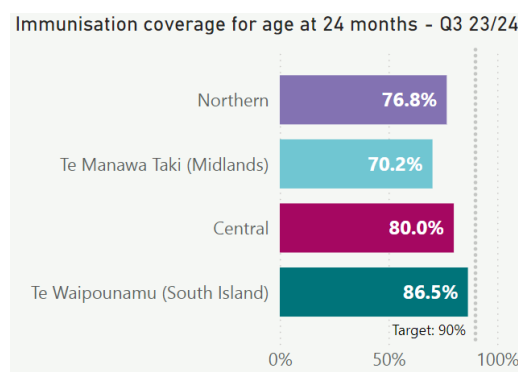 Immunisation coverage for age at 24 months - Q3 23/24
Northern 76.8%
Te Manawa Taki (Midlands) 70.2%
Central 80.0%
Te Waipounamu (South Island) 86.5%
Target: 90%
0% 50% 100%